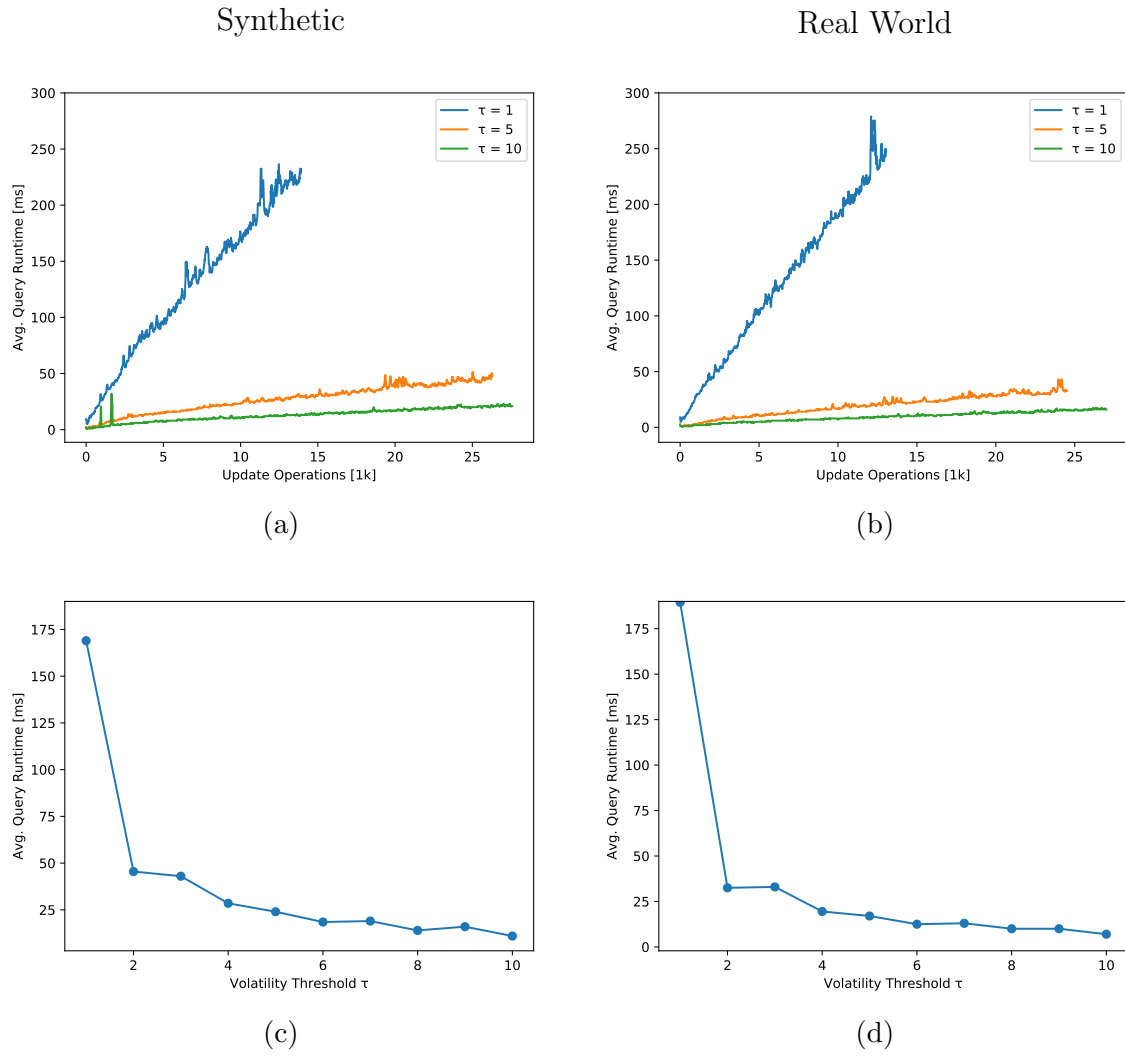 Synthetic
Real World
300
250
200
150
100
50
0
Avg. Query Runtime [ms]
τ = 1
τ = 5
τ = 10
0 5 10 15 20 25
Update Operations [1k]
(a)
300
250
200
150
100
50
0
Avg. Query Runtime [ms]
τ = 1
τ = 5
τ = 10
0 5 10 15 20 25
Update Operations [1k]
(b)
175
150
125
100
75
50
25
Avg. Query Runtime [ms]
2 4 6 8 10
Volatility Threshold τ
(c)
175
150
125
100
75
50
25
0
Avg. Query Runtime [ms]
2 4 6 8 10
Volatility Threshold τ
(d)